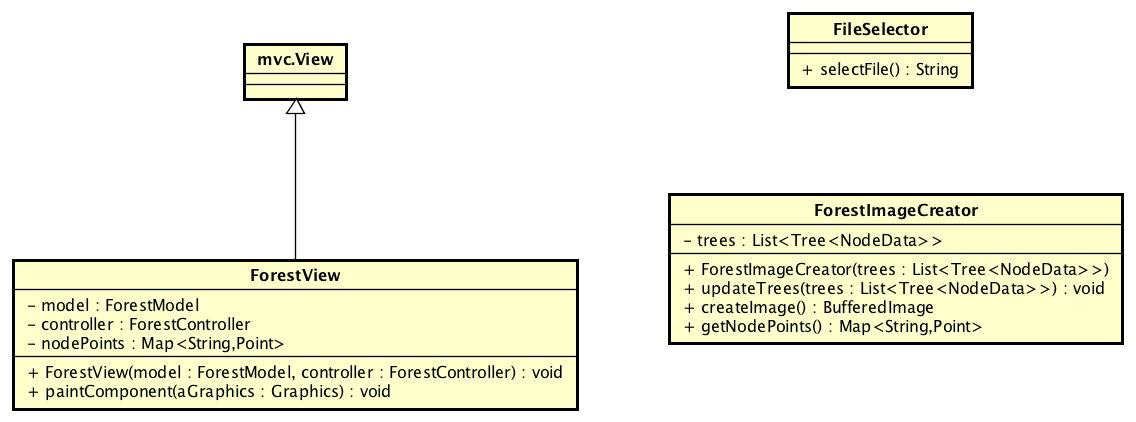 mvc.View
FileSelector
+ selectFile() : String
ForestView
- model : ForestModel
- controller : ForestController
- nodePoints : Map<String,Point>
+ ForestView(model : ForestModel, controller : ForestController) : void
+ paintComponent(aGraphics : Graphics) : void
ForestImageCreator
- trees : List<Tree<NodeData>>
+ ForestImageCreator(trees : List<Tree<NodeData>>)
+ updateTrees(trees : List<Tree<NodeData>>) : void
+ createImage() : BufferedImage
+ getNodePoints() : Map<String,Point>